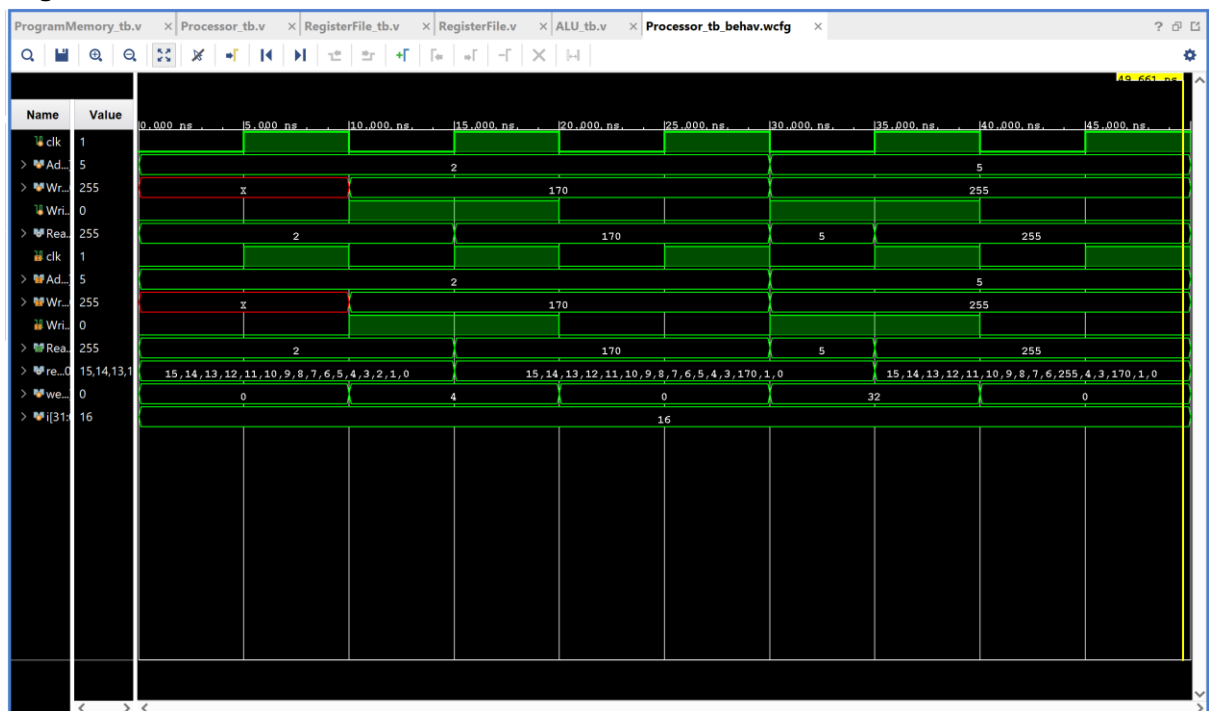 ProgramMemory_tb.v × Processor_tb.v × RegisterFile_tb.v × RegisterFile.v × ALU_tb.v × Processor_tb_behav.wcfg × ?
49.661 ns
Name Value
0.000 ns 5.000 ns 10.000 ns 15.000 ns 20.000 ns 25.000 ns 30.000 ns 35.000 ns 40.000 ns 45.000 ns
clk 1
> Ad...] 5 2 5
> Wr... 255 X 170 255
Wri... 0
> Rea... 255 2 170 5 255
clk 1
> Ad...] 5 2 5
> Wr... 255 X 170 255
Wri... 0
> Rea... 255 2 170 5 255
> re...0 15,14,13,1 15,14,13,12,11,10,9,8,7,6,5,4,3,2,1,0 15,14,13,12,11,10,9,8,7,6,5,4,3,170,1,0 15,14,13,12,11,10,9,8,7,6,255,4,3,170,1,0
> we...] 0 0 4 0 32 0
> i[31:0 16 16